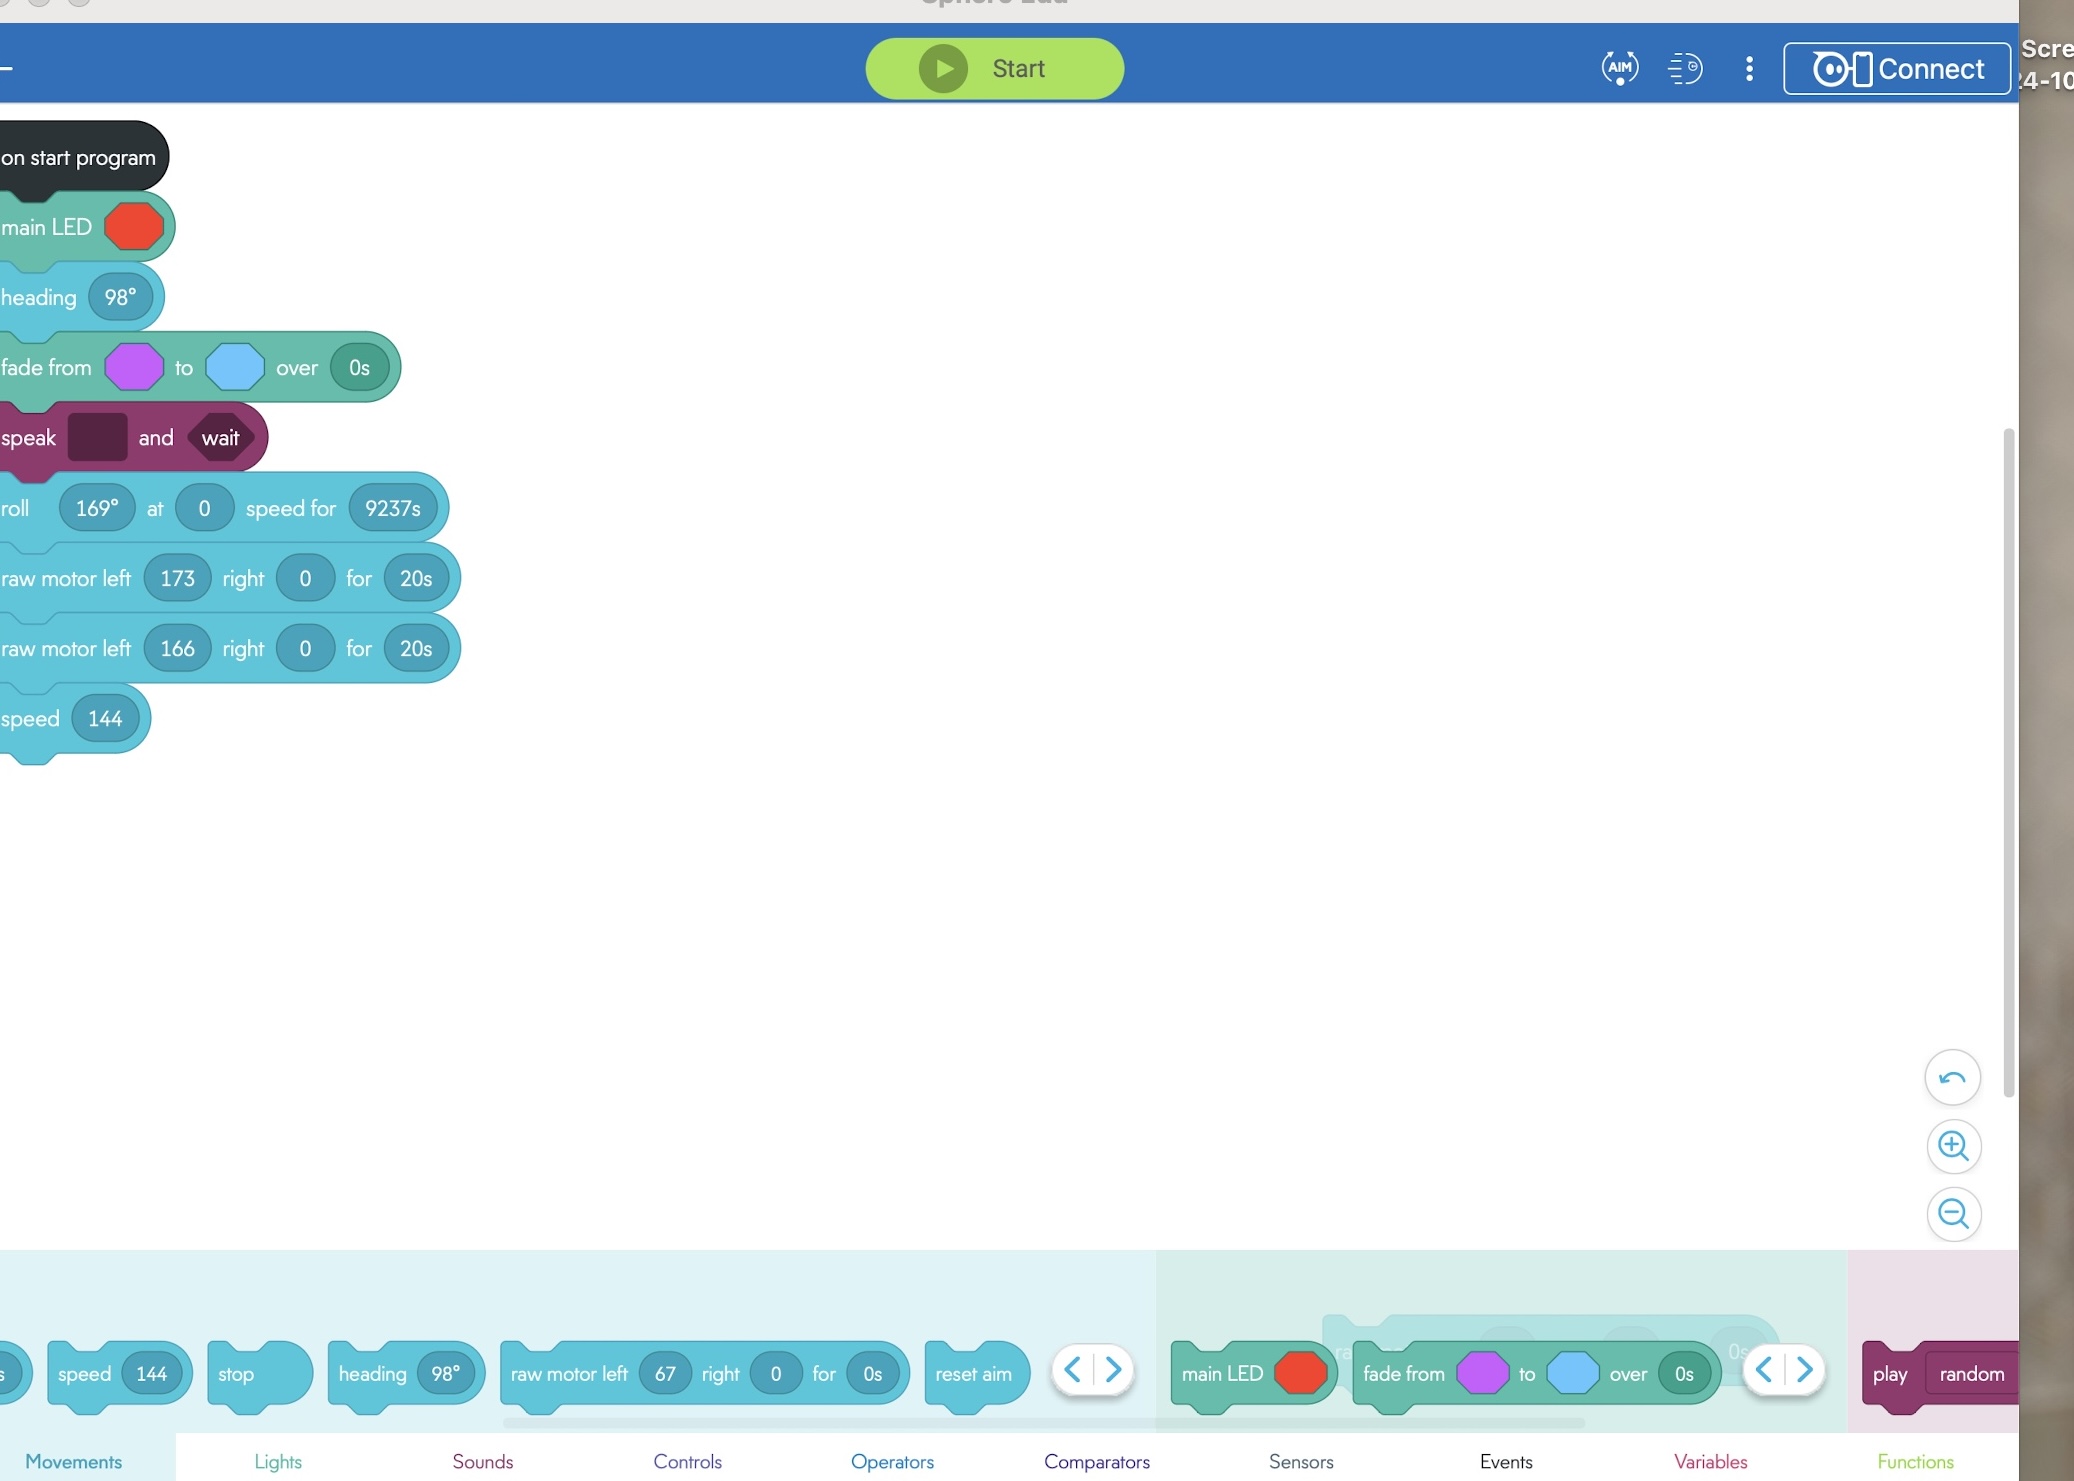 Start
AIM
Connect
Scre
24-10
on start program
main LED
heading 98°
fade from to over 0s
speak and wait
roll 169° at 0 speed for 9237s
raw motor left 173 right 0 for 20s
raw motor left 166 right 0 for 20s
speed 144
s speed 144 stop heading 98° raw motor left 67 right 0 for 0s reset aim main LED fade from to over 0s play random
Movements Lights Sounds Controls Operators Comparators Sensors Events Variables Functions